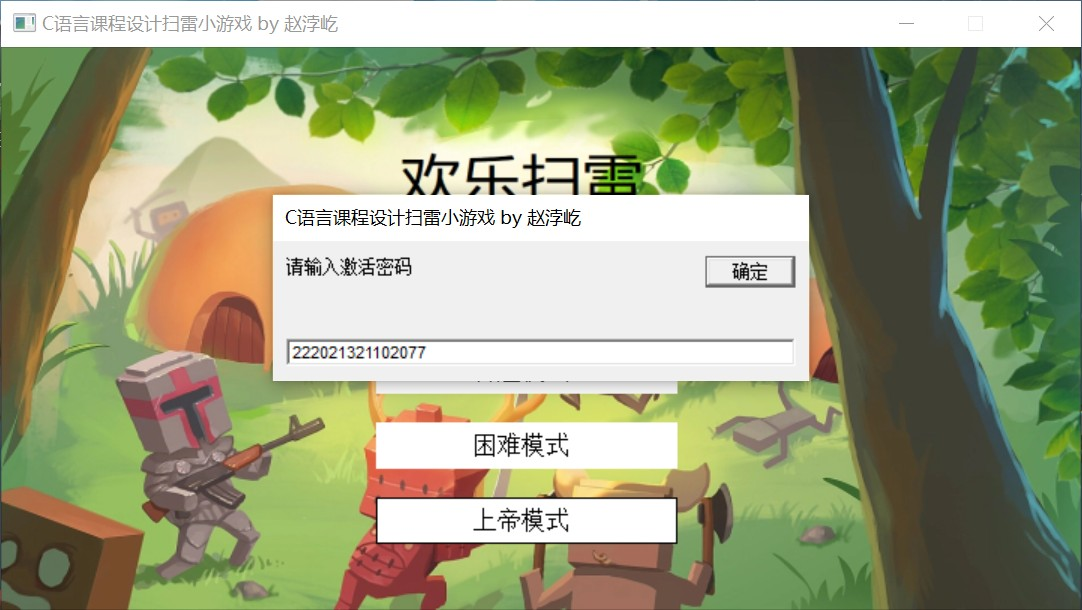 C语言课程设计扫雷小游戏 by 赵浮屹
欢乐扫雷
C语言课程设计扫雷小游戏 by 赵浮屹
请输入激活密码
确定
222021321102077
困难模式
上帝模式